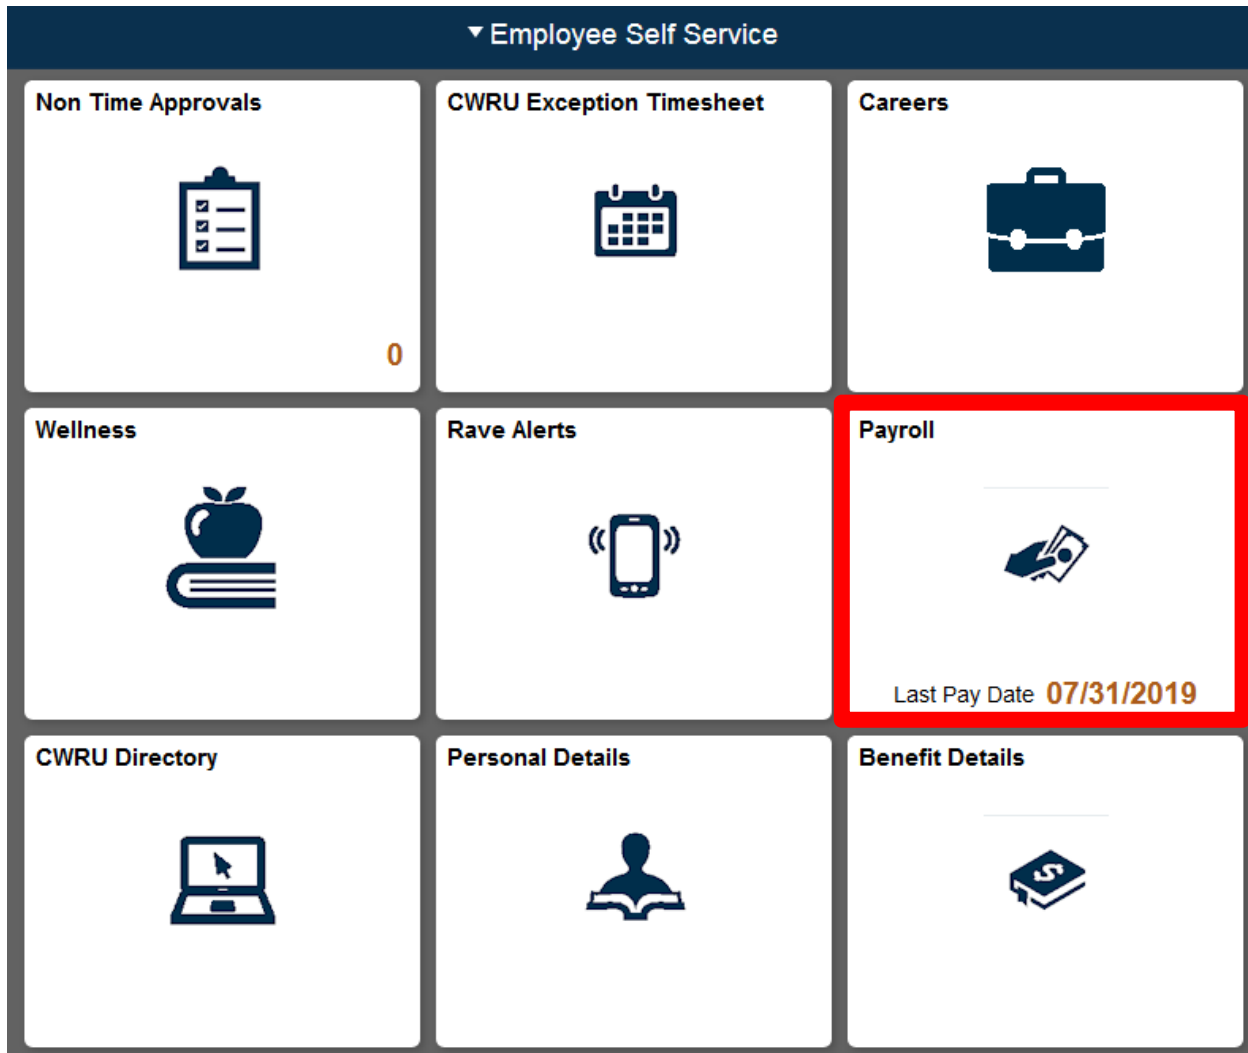 Employee Self Service
Non Time Approvals
CWRU Exception Timesheet
Careers
0
Wellness
Rave Alerts
Payroll
Last Pay Date 07/31/2019
CWRU Directory
Personal Details
Benefit Details
$